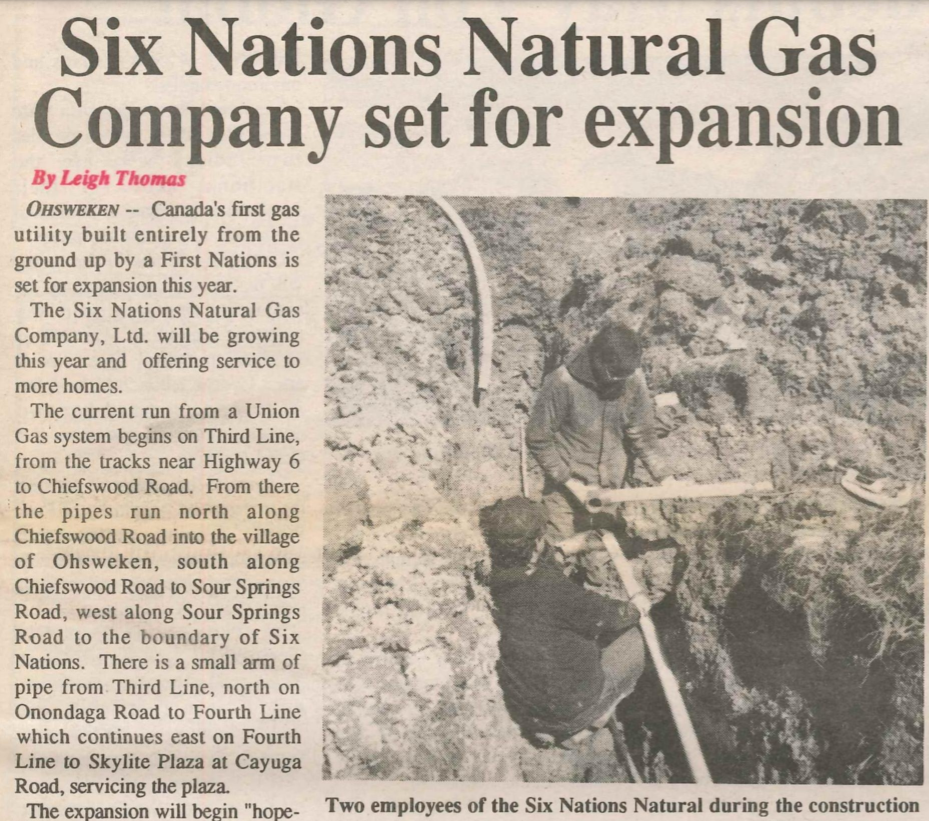 Six Nations Natural Gas
Company set for expansion
By Leigh Thomas
OHSWEKEN -- Canada's first gas
utility built entirely from the
ground up by a First Nations is
set for expansion this year.
The Six Nations Natural Gas
Company, Ltd. will be growing
this year and offering service to
more homes.
The current run from a Union
Gas system begins on Third Line,
from the tracks near Highway 6
to Chiefswood Road. From there
the pipes run north along
Chiefswood Road into the village
of Ohsweken, south along
Chiefswood Road to Sour Springs
Road, west along Sour Springs
Road to the boundary of Six
Nations. There is a small arm of
pipe from Third Line, north on
Onondaga Road to Fourth Line
which continues east on Fourth
Line to Skylite Plaza at Cayuga
Road, servicing the plaza.
The expansion will begin "hope-
Two employees of the Six Nations Natural during the construction